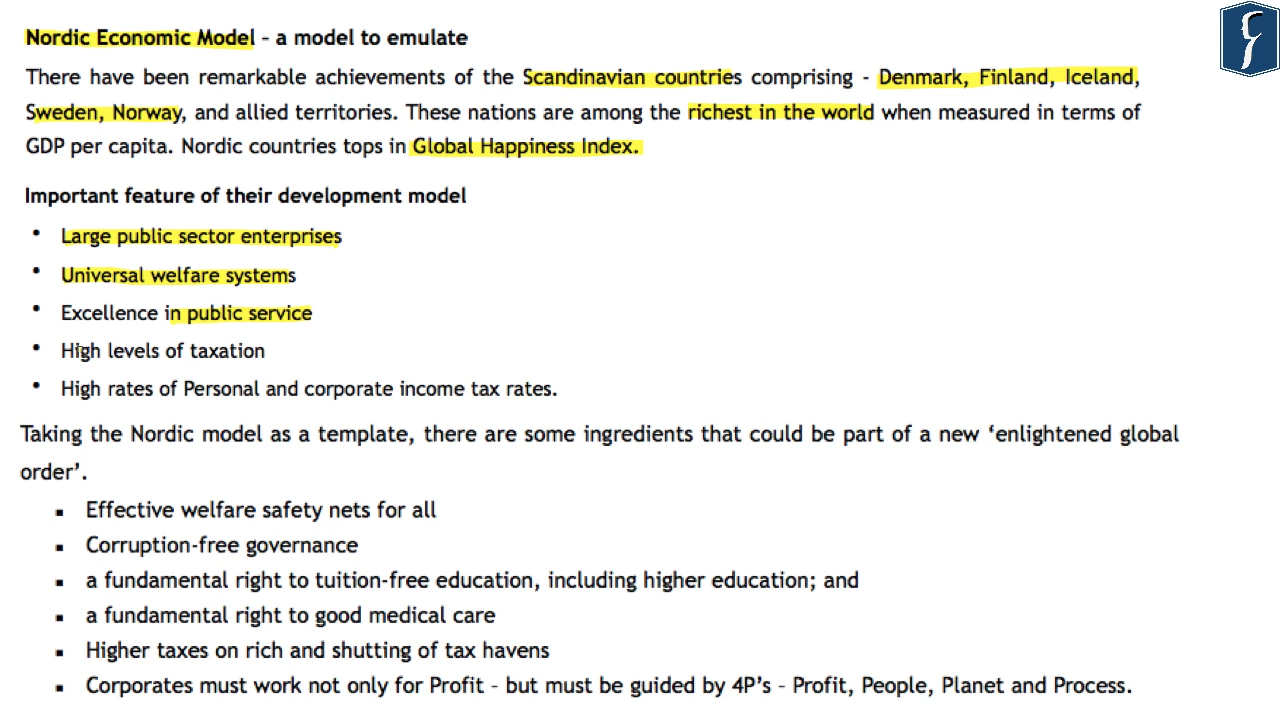 Nordic Economic Model – a model to emulate
There have been remarkable achievements of the Scandinavian countries comprising - Denmark, Finland, Iceland,
Sweden, Norway, and allied territories. These nations are among the richest in the world when measured in terms of
GDP per capita. Nordic countries tops in Global Happiness Index.
Important feature of their development model
• Large public sector enterprises
• Universal welfare systems
• Excellence in public service
• High levels of taxation
• High rates of Personal and corporate income tax rates.
Taking the Nordic model as a template, there are some ingredients that could be part of a new ‘enlightened global
order’.
▪ Effective welfare safety nets for all
▪ Corruption-free governance
▪ a fundamental right to tuition-free education, including higher education; and
▪ a fundamental right to good medical care
▪ Higher taxes on rich and shutting of tax havens
▪ Corporates must work not only for Profit – but must be guided by 4P’s – Profit, People, Planet and Process.